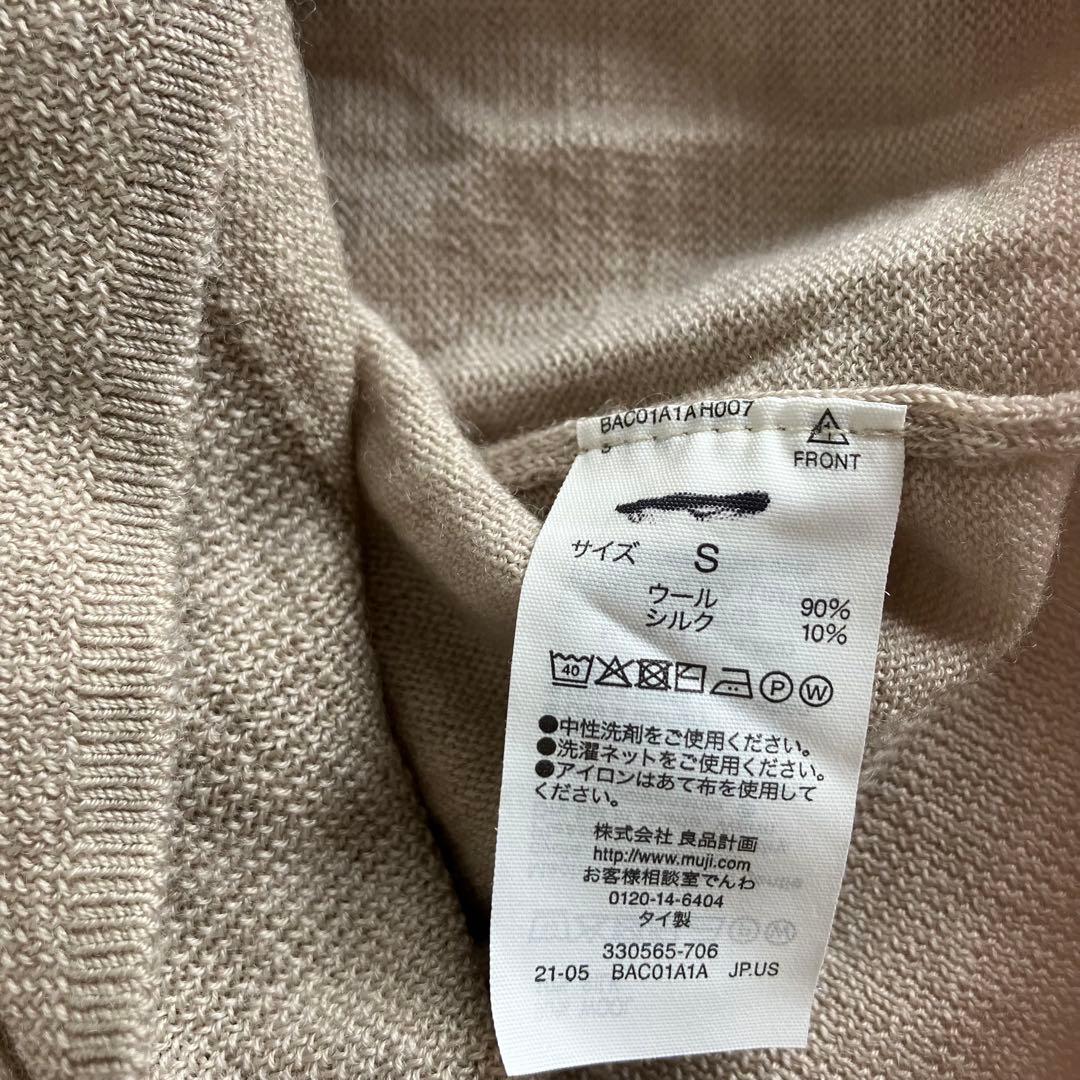 BAC01A1AH007
FRONT
サイズ S
ウール 90%
シルク 10%
40 P W
●中性洗剤をご使用ください。
●洗濯ネットをご使用ください。
●アイロンはあて布を使用して
ください。
株式会社 良品計画
http://www.muji.com
お客様相談室でんわ
0120-14-6404
タイ製
330565-706
21-05 BAC01A1A JP.US